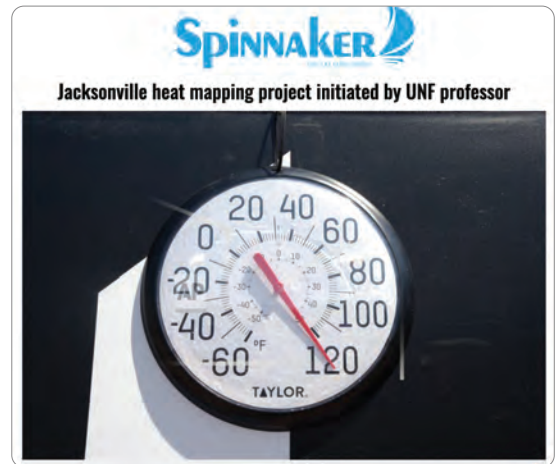 SPINNAKER
Jacksonville heat mapping project initiated by UNF professor
20 40
0 60
-20 80
AP
-40 100
-60 °F 120
TAYLOR.